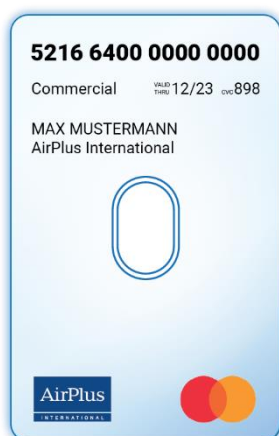 5216 6400 0000 0000
Commercial VALID THRU 12/23 CVC 898
MAX MUSTERMANN
AirPlus International
AirPlus
INTERNATIONAL